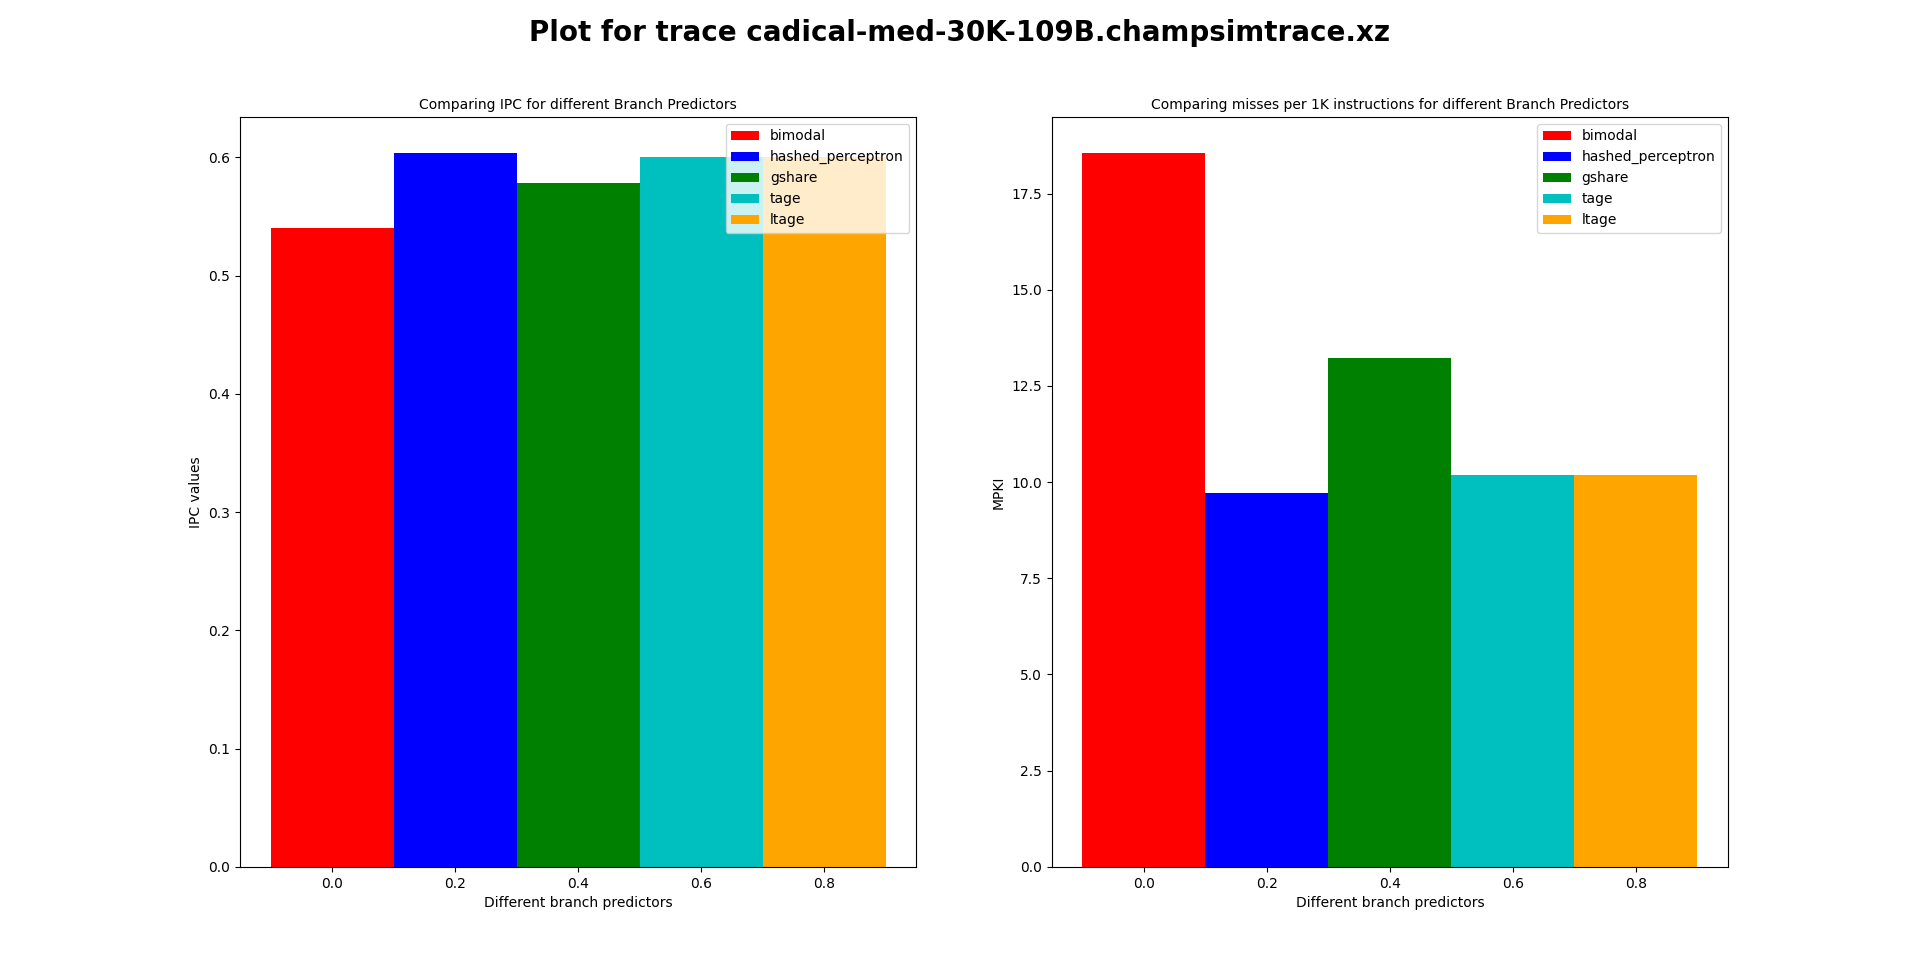 Plot for trace cadical-med-30K-109B.champsimtrace.xz
Comparing IPC for different Branch Predictors
IPC values
0.6
0.5
0.4
0.3
0.2
0.1
0.0
bimodal
hashed_perceptron
gshare
tage
ltage
0.0 0.2 0.4 0.6 0.8
Different branch predictors
Comparing misses per 1K instructions for different Branch Predictors
MPKI
17.5
15.0
12.5
10.0
7.5
5.0
2.5
0.0
bimodal
hashed_perceptron
gshare
tage
ltage
0.0 0.2 0.4 0.6 0.8
Different branch predictors